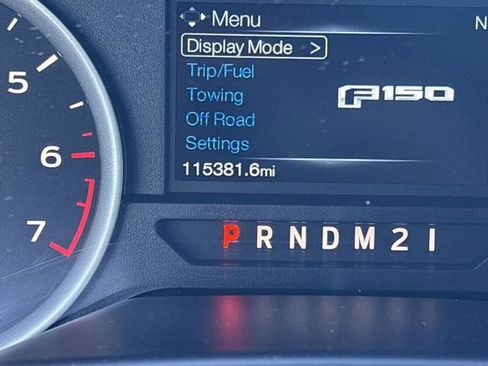 Menu
N
Display Mode >
Trip/Fuel
Towing
F150
Off Road
Settings
115381.6mi
5
6
7
P R N D M 2 1